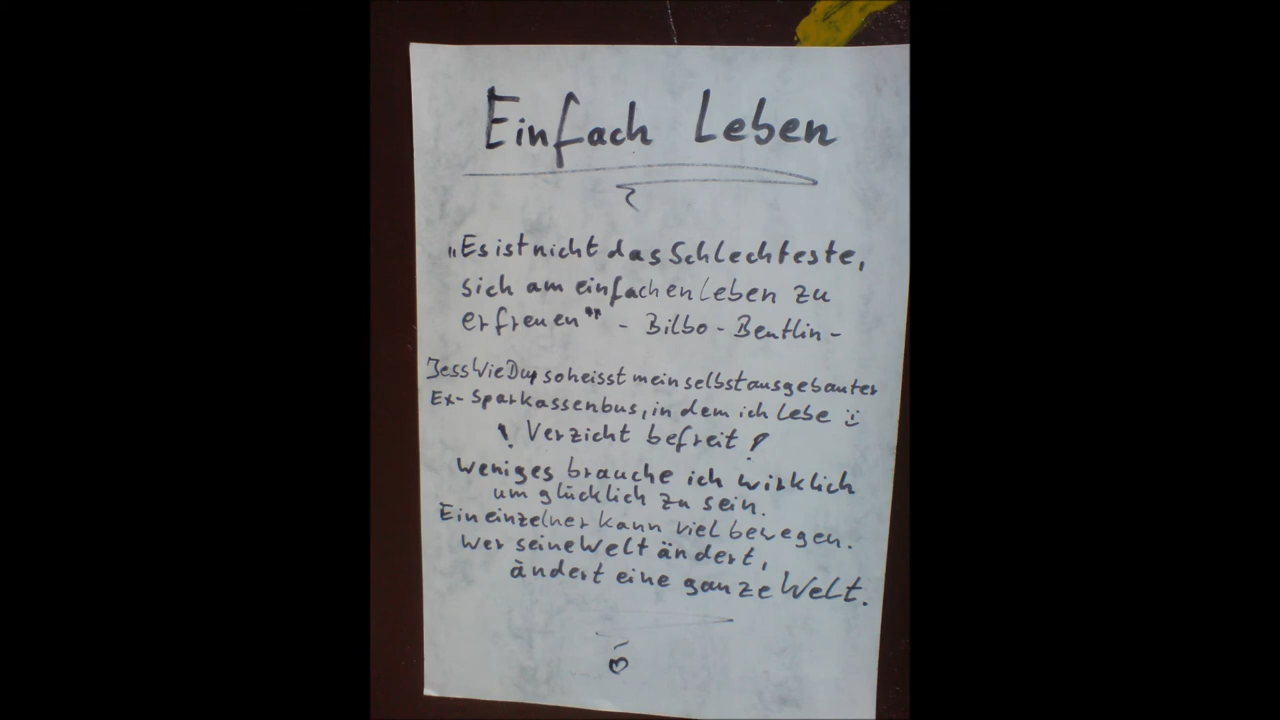 Einfach Leben
„Es ist nicht das Schlechteste,
sich am einfachen Leben zu
erfreuen" - Bilbo - Beutlin -
JessWieDu, so heisst mein selbstausgebauter
Ex-Sparkassenbus, in dem ich Lebe :)
! Verzicht befreit !
Weniges brauche ich wirklich
um glücklich zu sein.
Ein einzelner kann viel bewegen.
Wer seine Welt ändert,
ändert eine ganze Welt.